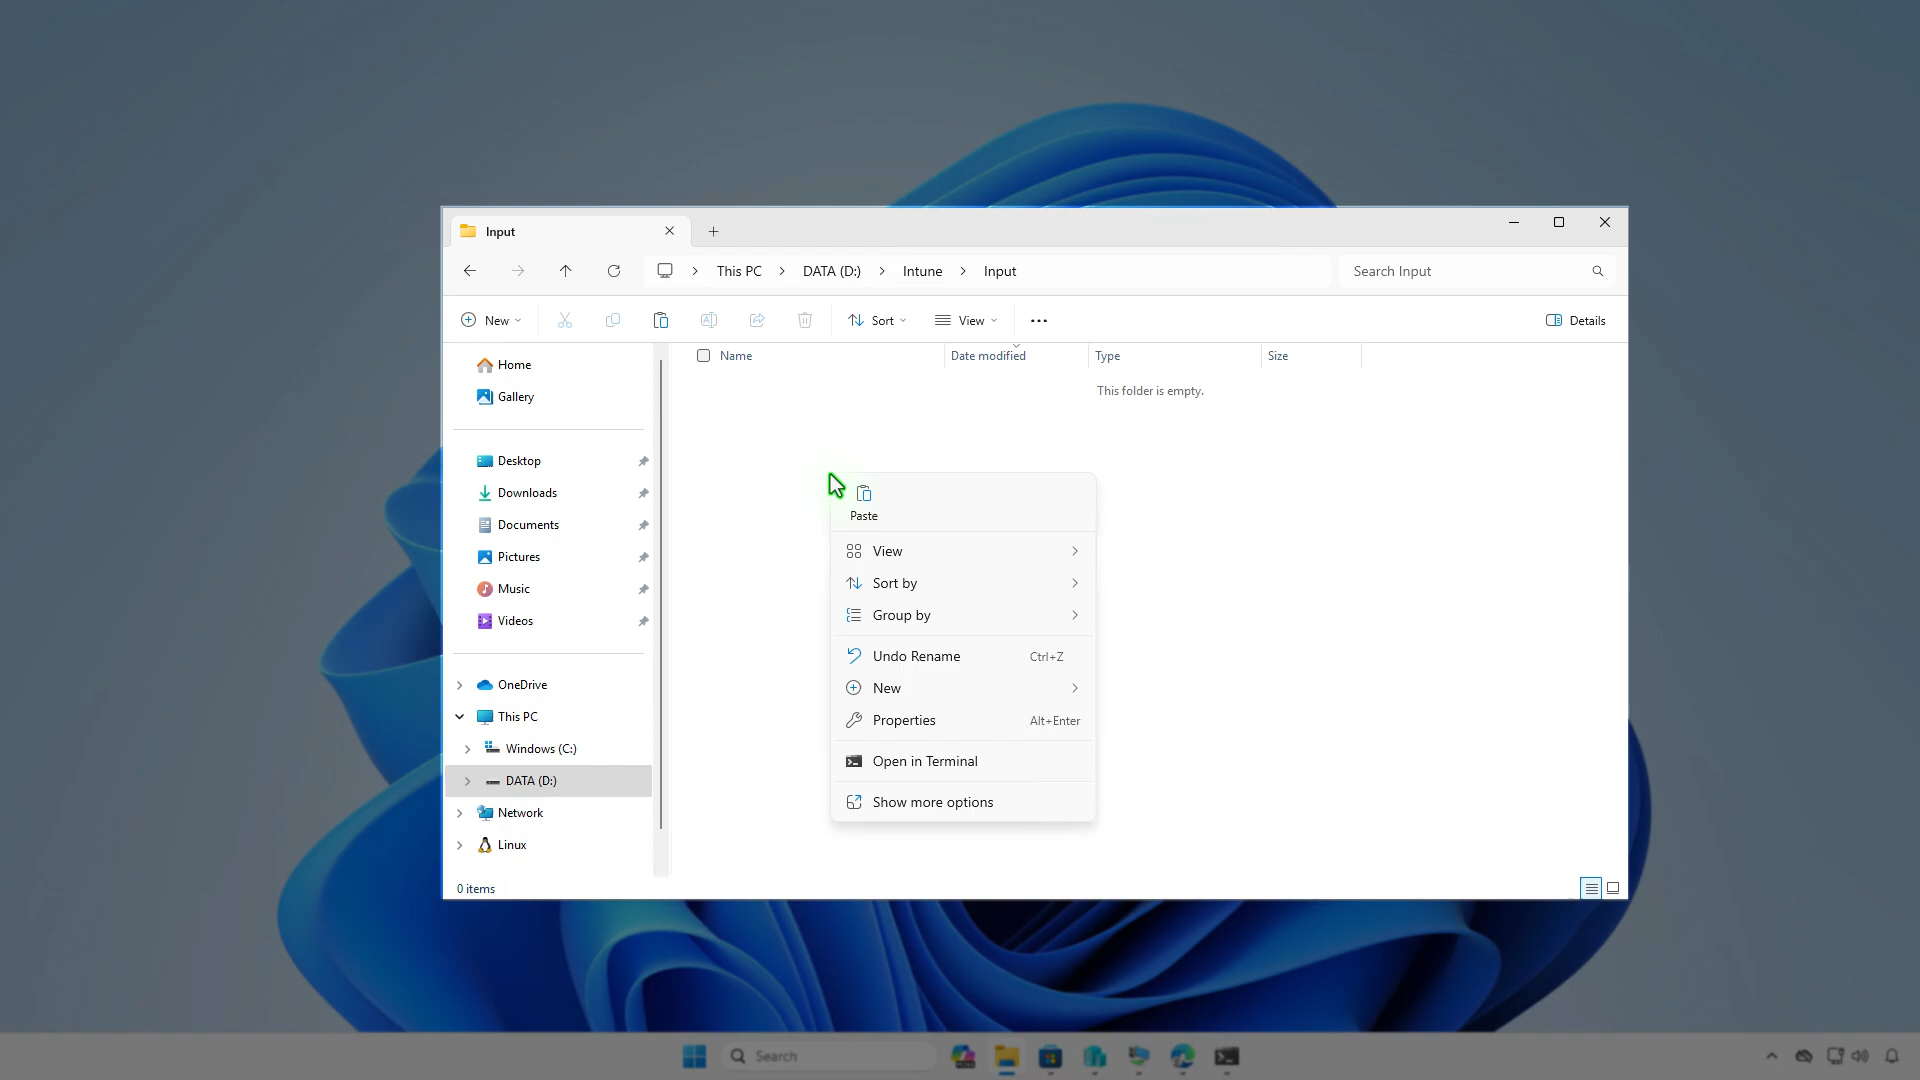 Input
This PC
DATA (D:)
Intune
Input
Search Input
New
Sort
View
Details
Home
Gallery
Desktop
Downloads
Documents
Pictures
Music
Videos
OneDrive
This PC
Windows (C:)
DATA (D:)
Network
Linux
Name
Date modified
Type
Size
This folder is empty.
Paste
View
Sort by
Group by
Undo Rename Ctrl+Z
New
Properties Alt+Enter
Open in Terminal
Show more options
0 items
Search